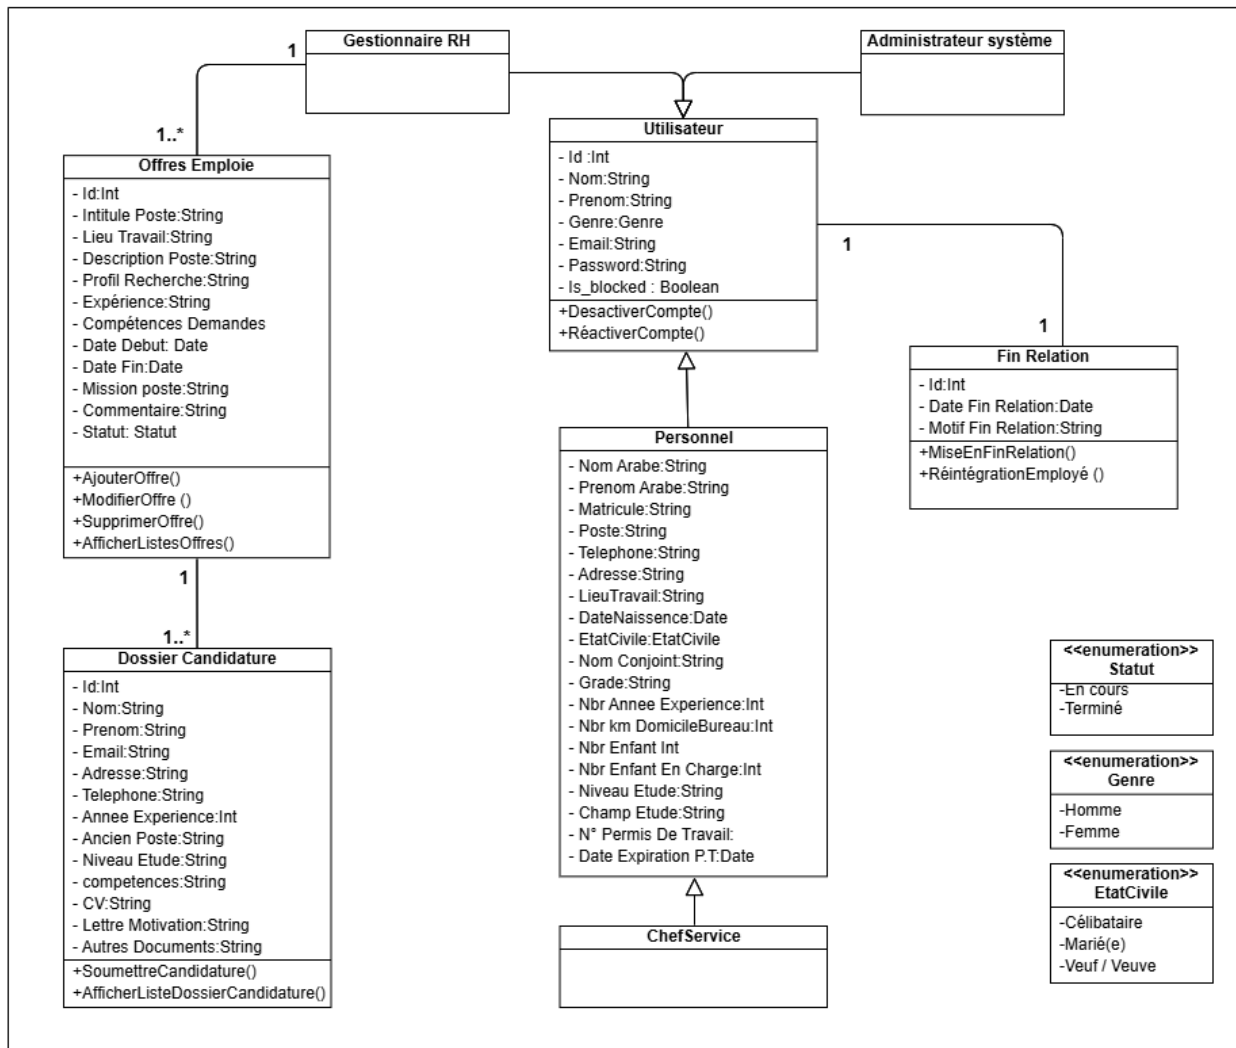 Gestionnaire RH
Administrateur système
1
1..*
Utilisateur
- Id :Int
- Nom:String
- Prenom:String
- Genre:Genre
- Email:String
- Password:String
- Is_blocked : Boolean
+DesactiverCompte()
+RéactiverCompte()
1
1
Offres Emploie
- Id:Int
- Intitule Poste:String
- Lieu Travail:String
- Description Poste:String
- Profil Recherche:String
- Expérience:String
- Compétences Demandes
- Date Debut: Date
- Date Fin:Date
- Mission poste:String
- Commentaire:String
- Statut: Statut
+AjouterOffre()
+ModifierOffre ()
+SupprimerOffre()
+AfficherListesOffres()
Fin Relation
- Id:Int
- Date Fin Relation:Date
- Motif Fin Relation:String
+MiseEnFinRelation()
+RéintégrationEmployé ()
Personnel
- Nom Arabe:String
- Prenom Arabe:String
- Matricule:String
- Poste:String
- Telephone:String
- Adresse:String
- LieuTravail:String
- DateNaissence:Date
- EtatCivile:EtatCivile
- Nom Conjoint:String
- Grade:String
- Nbr Annee Experience:Int
- Nbr km DomicileBureau:Int
- Nbr Enfant Int
- Nbr Enfant En Charge:Int
- Niveau Etude:String
- Champ Etude:String
- N° Permis De Travail:
- Date Expiration P.T:Date
1
1..*
Dossier Candidature
- Id:Int
- Nom:String
- Prenom:String
- Email:String
- Adresse:String
- Telephone:String
- Annee Experience:Int
- Ancien Poste:String
- Niveau Etude:String
- competences:String
- CV:String
- Lettre Motivation:String
- Autres Documents:String
+SoumettreCandidature()
+AfficherListeDossierCandidature()
ChefService
<<enumeration>>
Statut
-En cours
-Terminé
<<enumeration>>
Genre
-Homme
-Femme
<<enumeration>>
EtatCivile
-Célibataire
-Marié(e)
-Veuf / Veuve